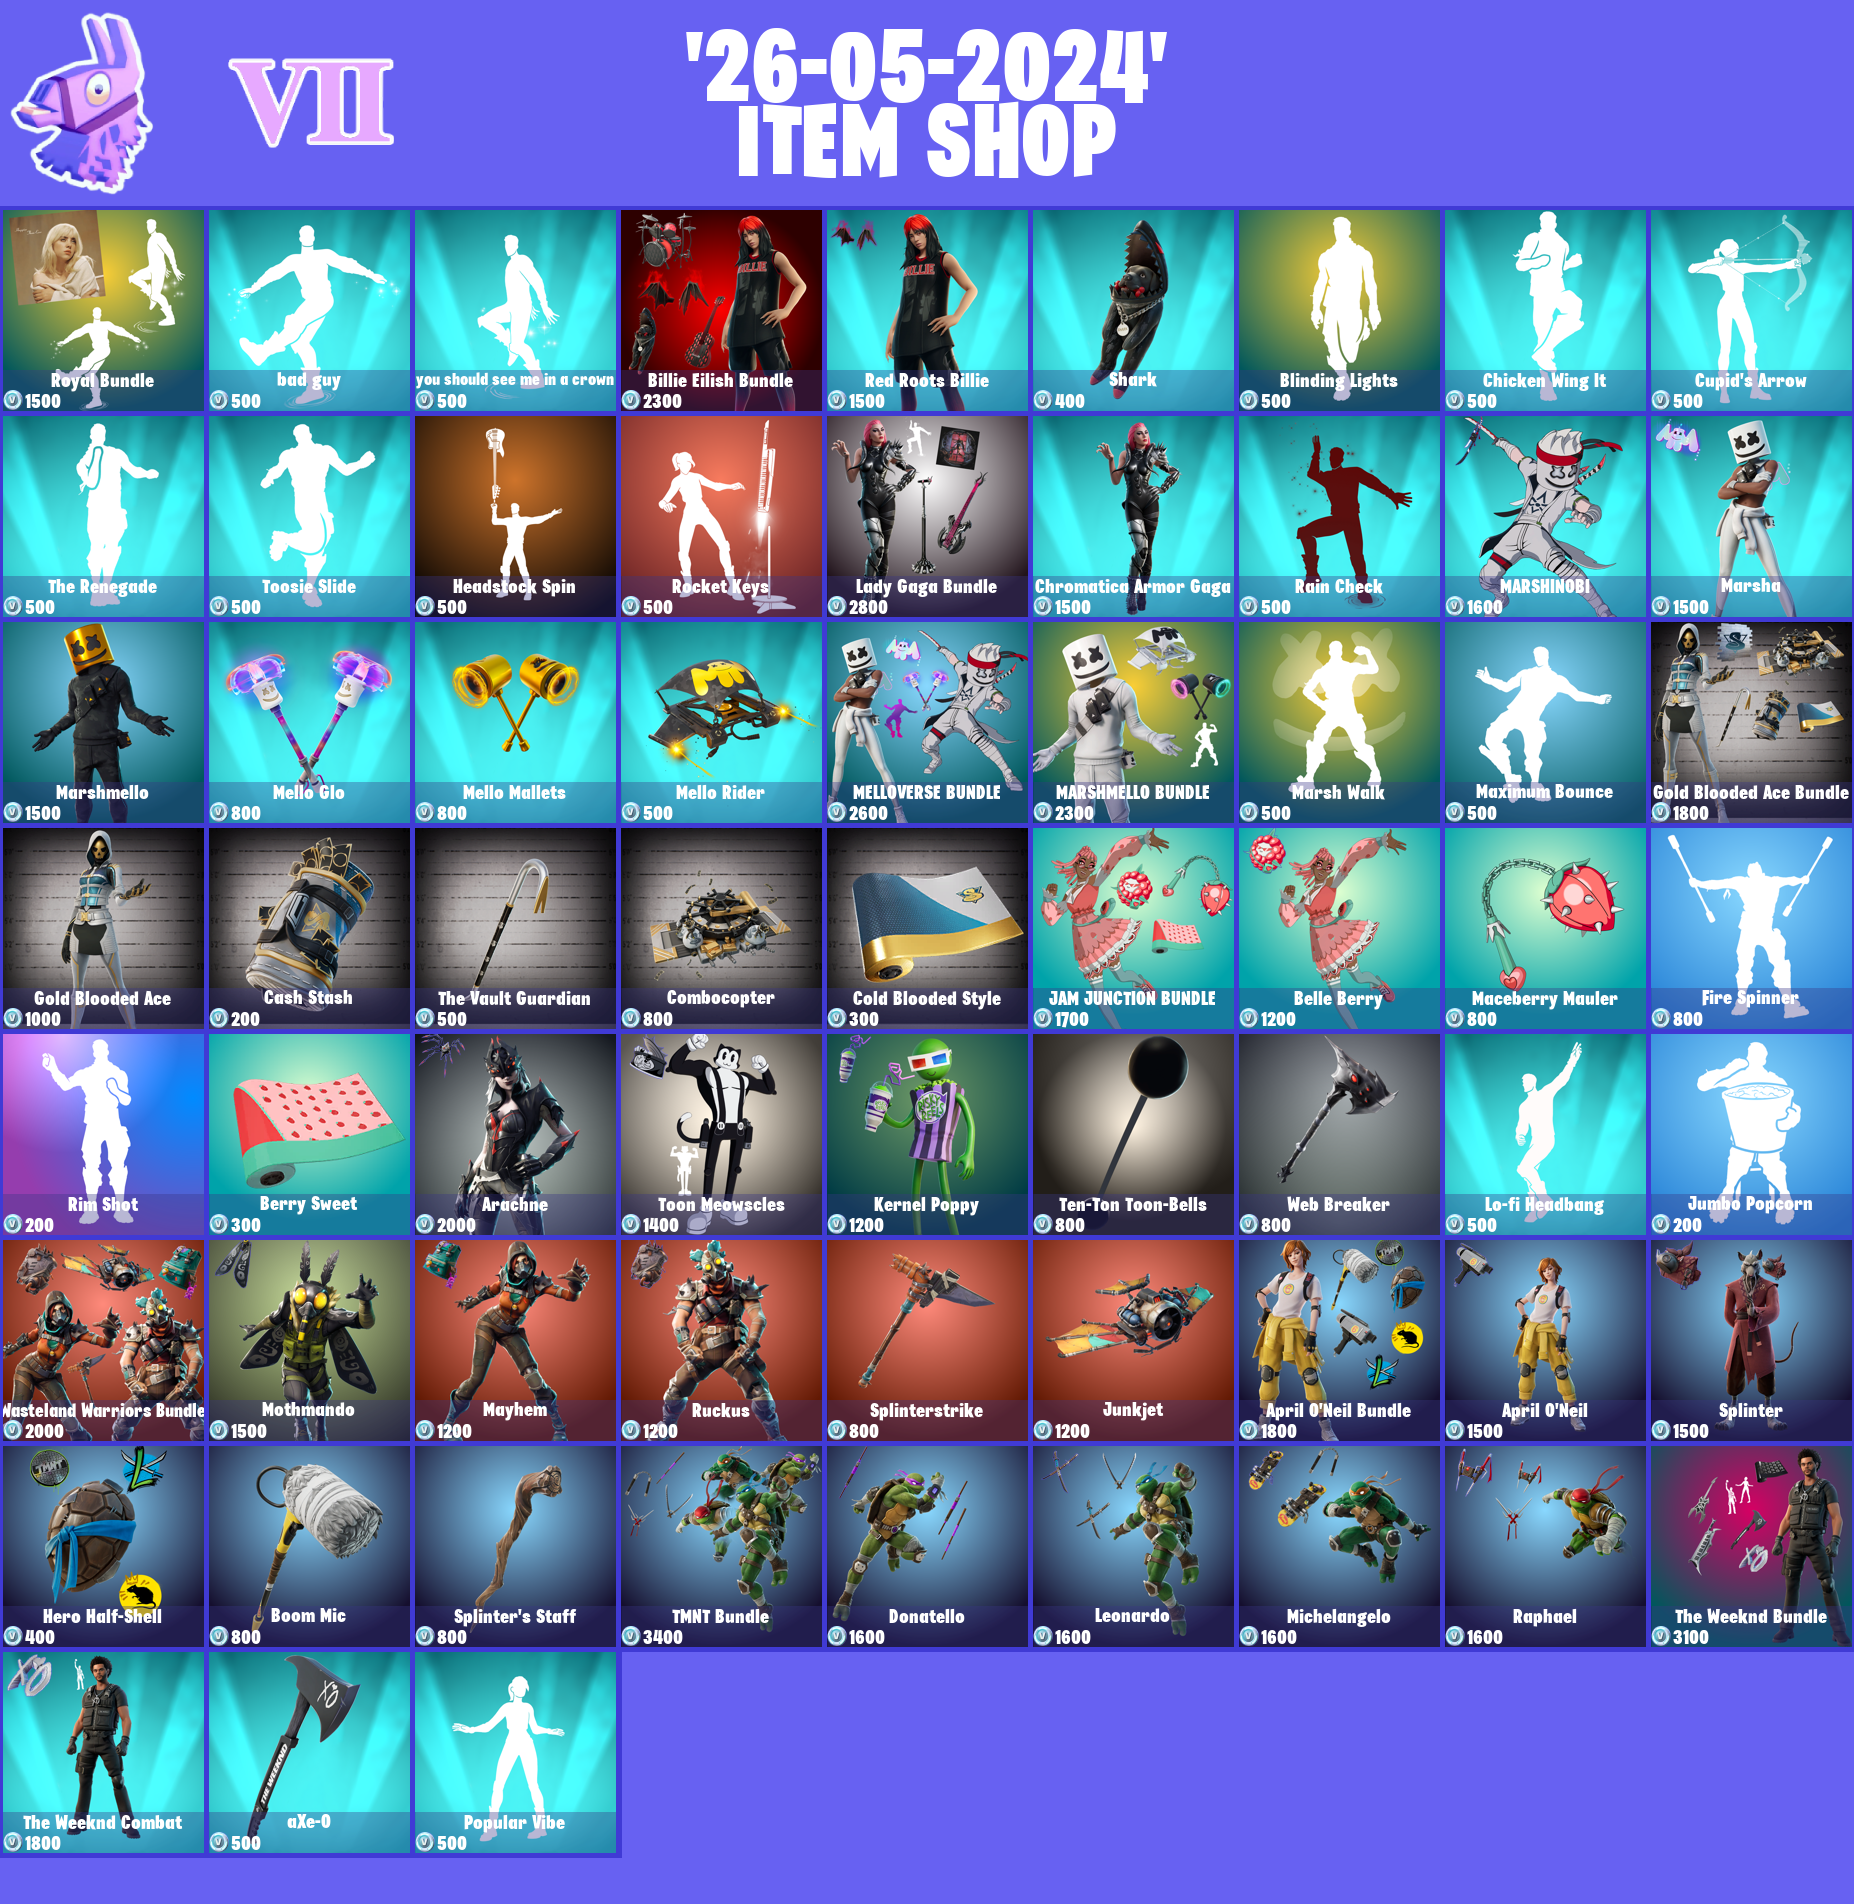 VII
'26-05-2024'
ITEM SHOP
Royal Bundle
1500
bad guy
500
you should see me in a crown
500
Billie Eilish Bundle
2300
Red Roots Billie
1500
Shark
400
Blinding Lights
500
Chicken Wing It
500
Cupid's Arrow
500
The Renegade
500
Toosie Slide
500
Headstock Spin
500
Rocket Keys
500
Lady Gaga Bundle
2800
Chromatica Armor Gaga
1500
Rain Check
500
MARSHINOBI
1600
Marsha
1500
Marshmello
1500
Mello Glo
800
Mello Mallets
800
Mello Rider
500
MELLOVERSE BUNDLE
2600
MARSHMELLO BUNDLE
2300
Marsh Walk
500
Maximum Bounce
500
Gold Blooded Ace Bundle
1800
Gold Blooded Ace
1000
Cash Stash
200
The Vault Guardian
500
Combocopter
800
Cold Blooded Style
300
JAM JUNCTION BUNDLE
1700
Belle Berry
1200
Maceberry Mauler
800
Fire Spinner
800
Rim Shot
200
Berry Sweet
300
Arachne
2000
Toon Meowscles
1400
Kernel Poppy
1200
Ten-Ton Toon-Bells
800
Web Breaker
800
Lo-fi Headbang
500
Jumbo Popcorn
200
Wasteland Warriors Bundle
2000
Mothmando
1500
Mayhem
1200
Ruckus
1200
Splinterstrike
800
Junkjet
1200
April O'Neil Bundle
1800
April O'Neil
1500
Splinter
1500
TMNT
Hero Half-Shell
400
Boom Mic
800
Splinter's Staff
800
TMNT Bundle
3400
Donatello
1600
Leonardo
1600
Michelangelo
1600
Raphael
1600
The Weeknd Bundle
3100
XO
The Weeknd Combat
1800
XO
THE WEEKND
aXe-O
500
Popular Vibe
500